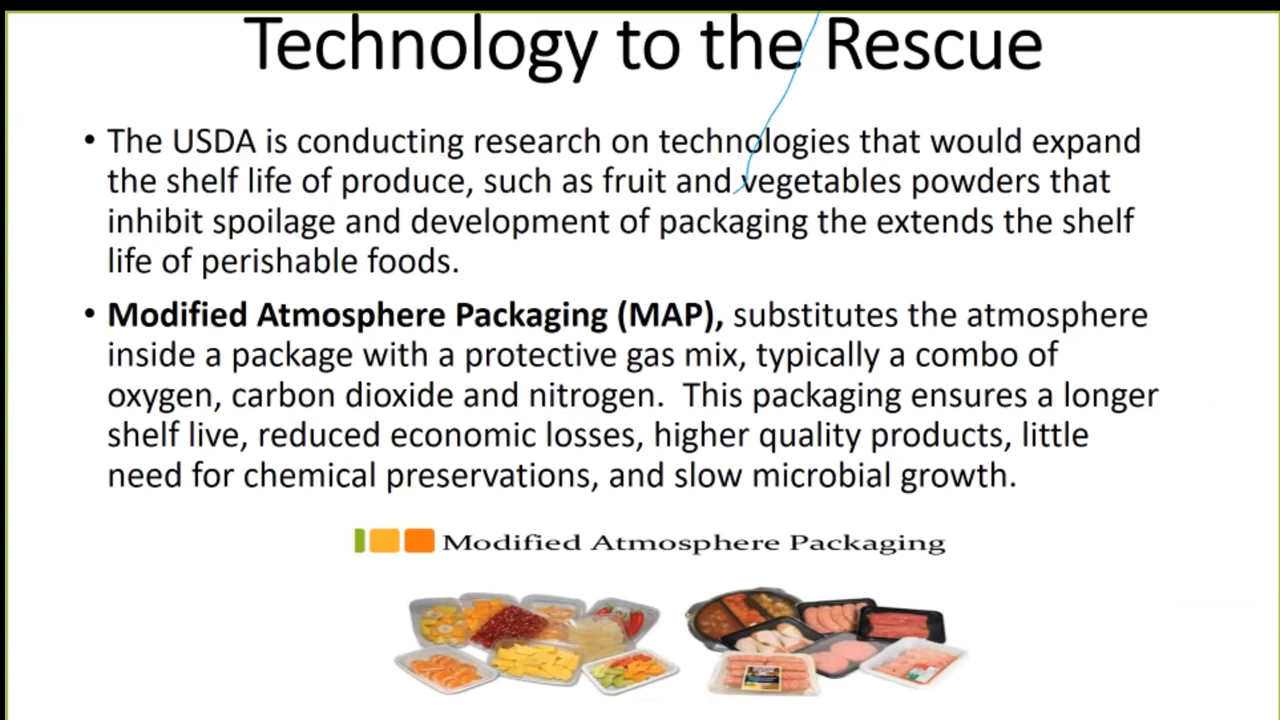 Technology to the Rescue
• The USDA is conducting research on technologies that would expand
the shelf life of produce, such as fruit and vegetables powders that
inhibit spoilage and development of packaging the extends the shelf
life of perishable foods.
• Modified Atmosphere Packaging (MAP), substitutes the atmosphere
inside a package with a protective gas mix, typically a combo of
oxygen, carbon dioxide and nitrogen.  This packaging ensures a longer
shelf live, reduced economic losses, higher quality products, little
need for chemical preservations, and slow microbial growth.
Modified Atmosphere Packaging